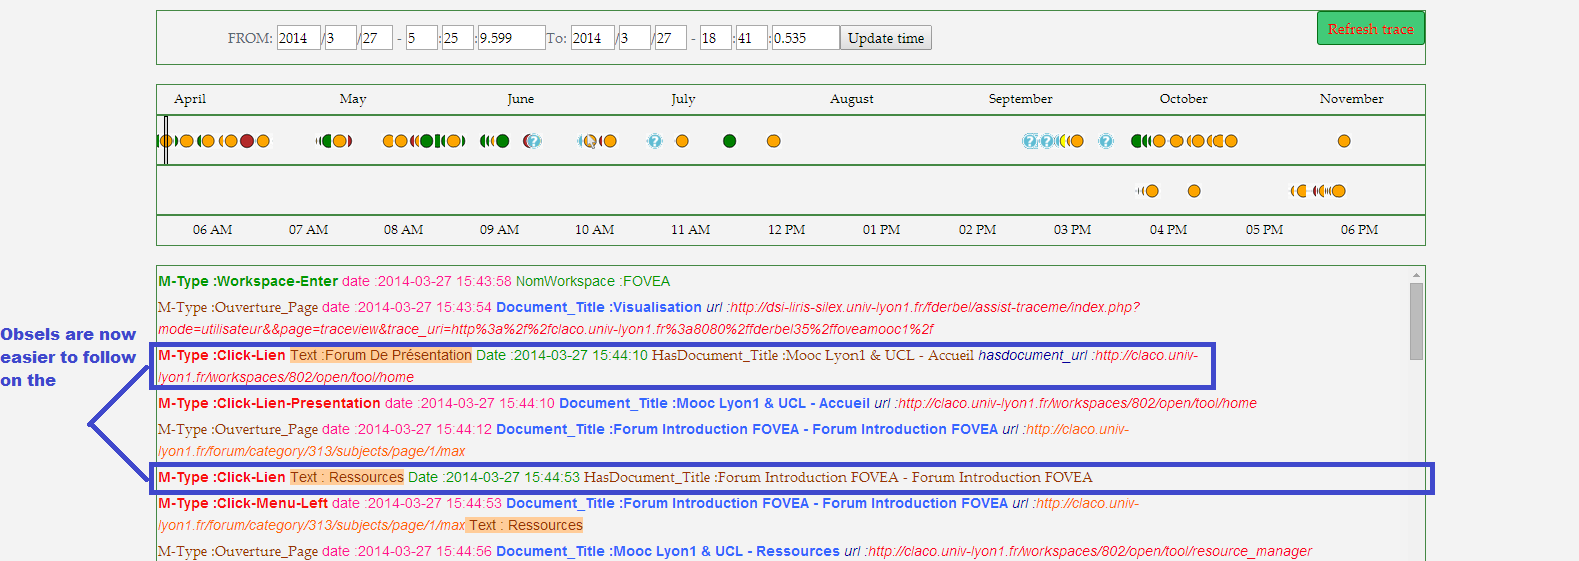 Refresh trace
FROM: 2014 / 3 / 27 - 5 : 25 : 9.599 To: 2014 / 3 / 27 - 18 : 41 : 0.535 Update time
April May June July August September October November
06 AM 07 AM 08 AM 09 AM 10 AM 11 AM 12 PM 01 PM 02 PM 03 PM 04 PM 05 PM 06 PM
Obsels are now
easier to follow
on the
M-Type :Workspace-Enter date :2014-03-27 15:43:58 NomWorkspace :FOVEA
M-Type :Ouverture_Page date :2014-03-27 15:43:54 Document_Title :Visualisation url :http://dsi-liris-silex.univ-lyon1.fr/fderbel/assist-traceme/index.php?
mode=utilisateur&&page=traceview&trace_uri=http%3a%2f%2fclaco.univ-lyon1.fr%3a8080%2ffderbel35%2ffoveamooc1%2f
M-Type :Click-Lien Text :Forum De Présentation Date :2014-03-27 15:44:10 HasDocument_Title :Mooc Lyon1 & UCL - Accueil hasdocument_url :http://claco.univ-
lyon1.fr/workspaces/802/open/tool/home
M-Type :Click-Lien-Presentation date :2014-03-27 15:44:10 Document_Title :Mooc Lyon1 & UCL - Accueil url :http://claco.univ-lyon1.fr/workspaces/802/open/tool/home
M-Type :Ouverture_Page date :2014-03-27 15:44:12 Document_Title :Forum Introduction FOVEA - Forum Introduction FOVEA url :http://claco.univ-
lyon1.fr/forum/category/313/subjects/page/1/max
M-Type :Click-Lien Text : Ressources Date :2014-03-27 15:44:53 HasDocument_Title :Forum Introduction FOVEA - Forum Introduction FOVEA
M-Type :Click-Menu-Left date :2014-03-27 15:44:53 Document_Title :Forum Introduction FOVEA - Forum Introduction FOVEA url :http://claco.univ-
lyon1.fr/forum/category/313/subjects/page/1/max Text : Ressources
M-Type :Ouverture_Page date :2014-03-27 15:44:56 Document_Title :Mooc Lyon1 & UCL - Ressources url :http://claco.univ-lyon1.fr/workspaces/802/open/tool/resource_manager